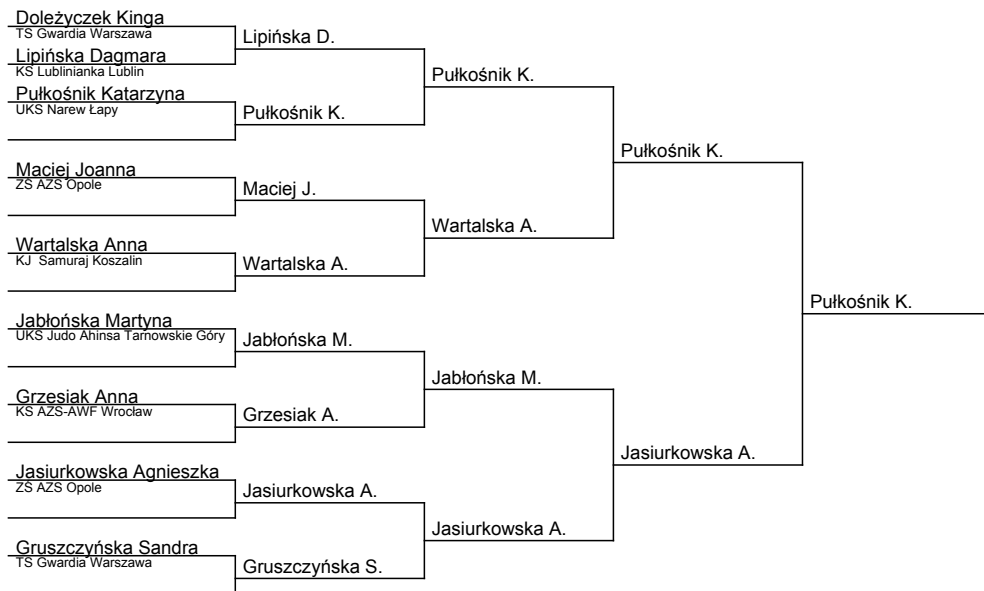 Doleżyczek Kinga
TS Gwardia Warszawa
Lipińska Dagmara
KS Lublinianka Lublin
Pułkośnik Katarzyna
UKS Narew Łapy
Maciej Joanna
ZS AZS Opole
Wartalska Anna
KJ  Samuraj Koszalin
Jabłońska Martyna
UKS Judo Ahinsa Tarnowskie Góry
Grzesiak Anna
KS AZS-AWF Wrocław
Jasiurkowska Agnieszka
ZS AZS Opole
Gruszczyńska Sandra
TS Gwardia Warszawa
Lipińska D.
Pułkośnik K.
Maciej J.
Wartalska A.
Jabłońska M.
Grzesiak A.
Jasiurkowska A.
Gruszczyńska S.
Pułkośnik K.
Wartalska A.
Jabłońska M.
Jasiurkowska A.
Pułkośnik K.
Jasiurkowska A.
Pułkośnik K.